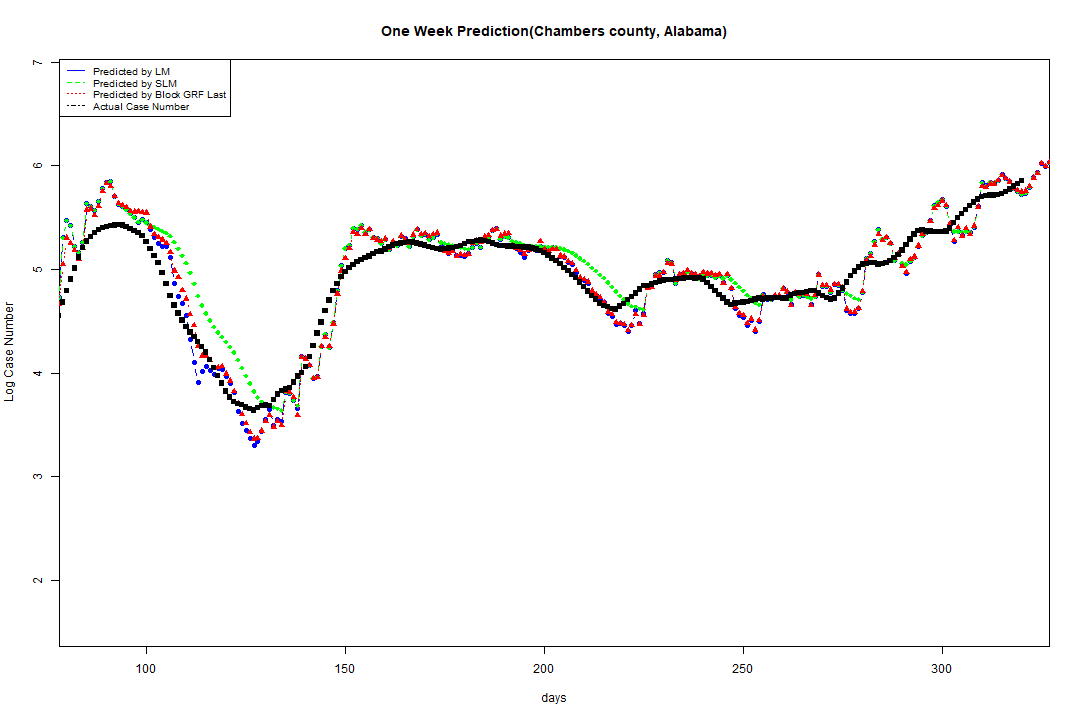 One Week Prediction(Chambers county, Alabama)
Predicted by LM
Predicted by SLM
Predicted by Block GRF Last
Actual Case Number
Log Case Number
7
6
5
4
3
2
100 150 200 250 300
days